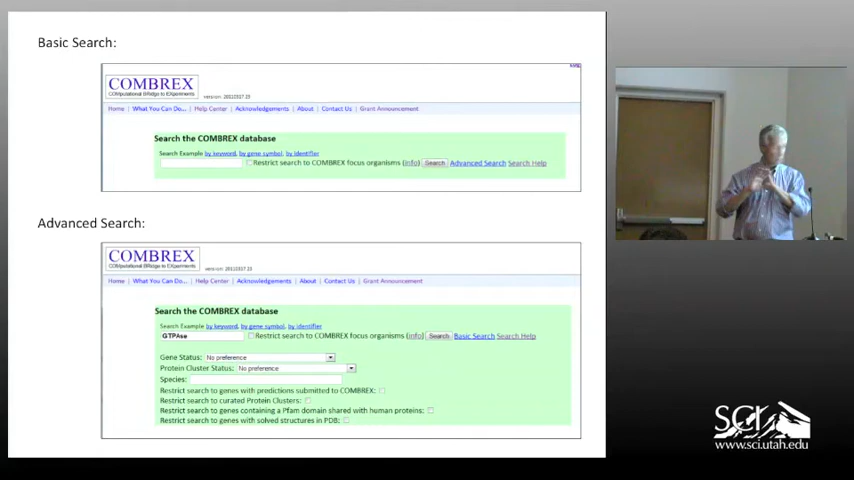 Basic Search:
COMBREX
COMputational BRidge to EXperiments
version: 20111017.23
Home | What You Can Do... | Help Center | Acknowledgements | About | Contact Us | Grant Announcement
Search the COMBREX database
Search Example by keyword, by gene symbol, by identifier
Restrict search to COMBREX focus organisms (info) Search Advanced Search Search Help
Advanced Search:
COMBREX
COMputational BRidge to EXperiments
Home | What You Can Do... | Help Center | Acknowledgements | About | Contact Us | Grant Announcement
Search the COMBREX database
Search Example by keyword, by gene symbol, by identifier
GTPAse Restrict search to COMBREX focus organisms (info) Search Basic Search Search Help
Gene Status: No preference
Protein Cluster Status: No preference
Species:
Restrict search to genes with predictions submitted to COMBREX:
Restrict search to curated Protein Clusters:
Restrict search to genes containing a Pfam domain shared with human proteins:
Restrict search to genes with solved structures in PDB:
SCI
www.sci.utah.edu